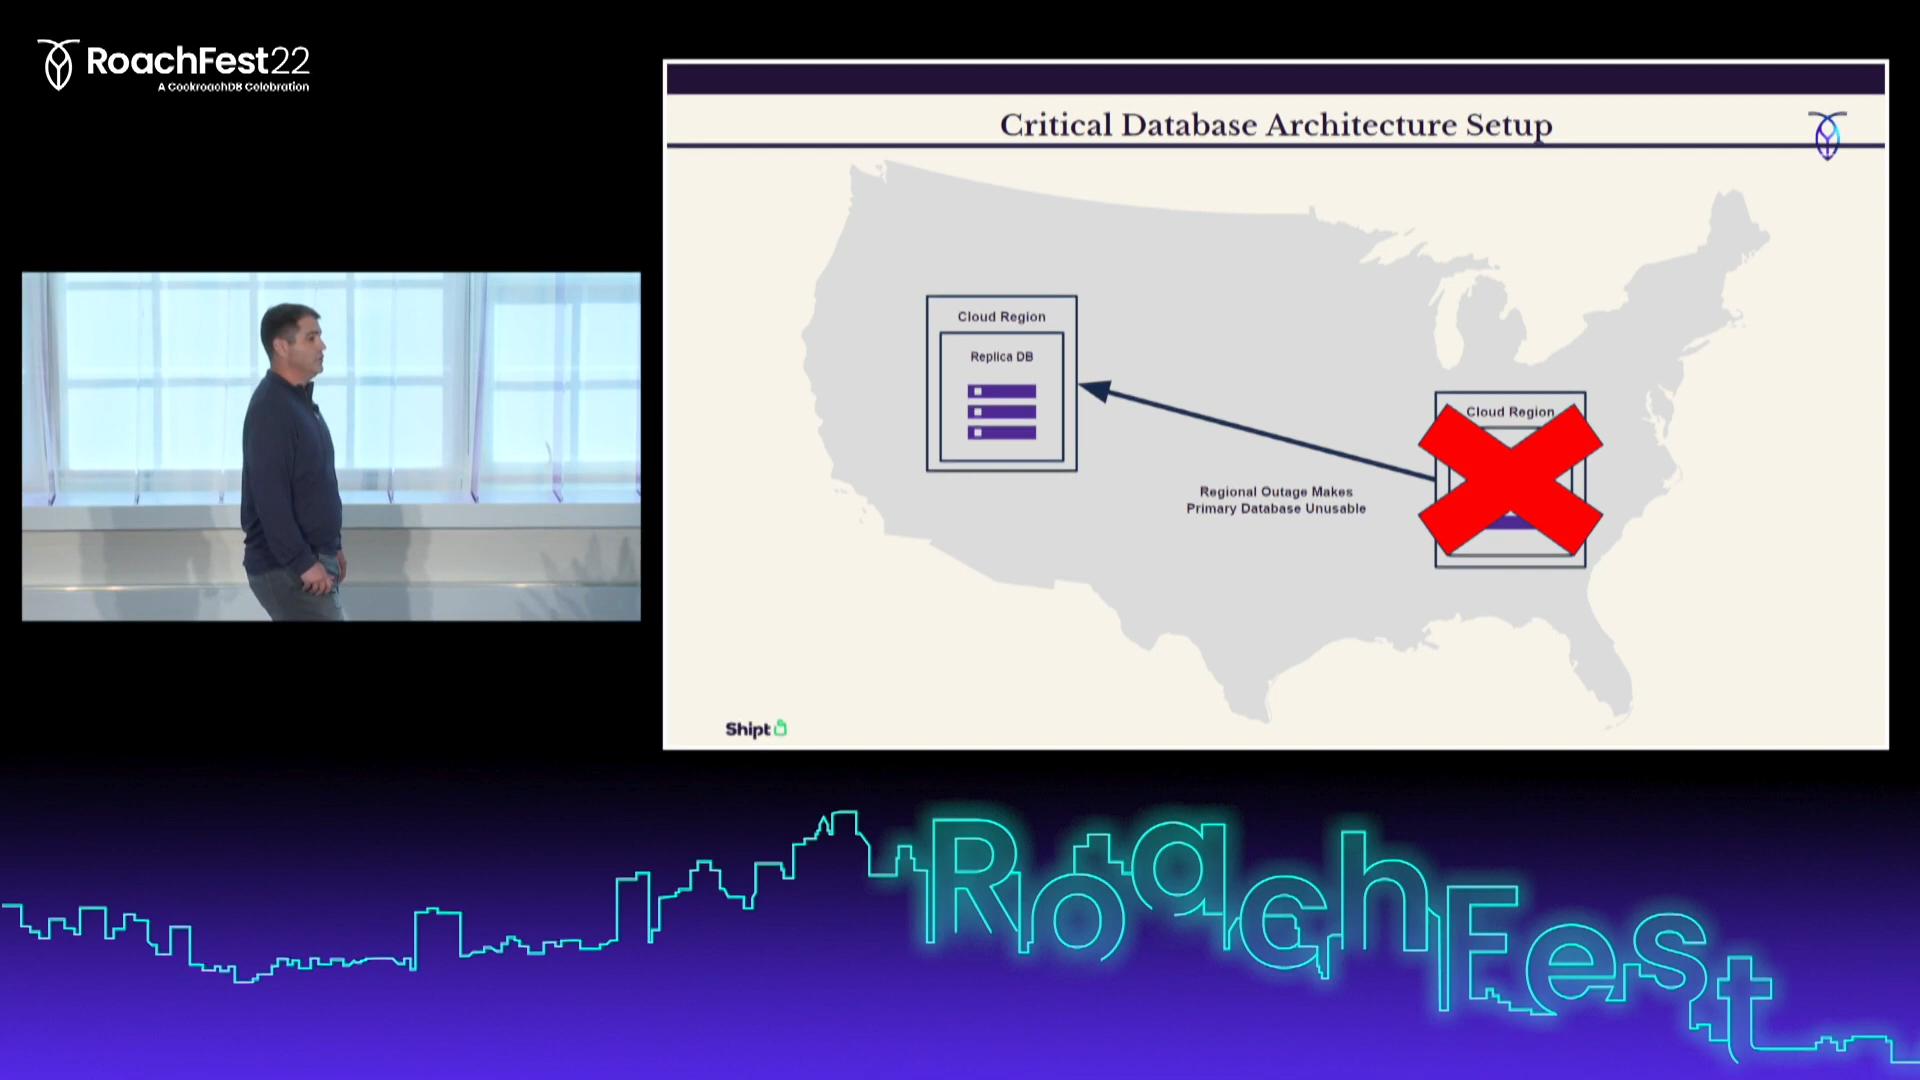 RoachFest22
A CockroachDB Celebration
Critical Database Architecture Setup
Cloud Region
Replica DB
Cloud Region
Regional Outage Makes
Primary Database Unusable
Shipt
RoachFest